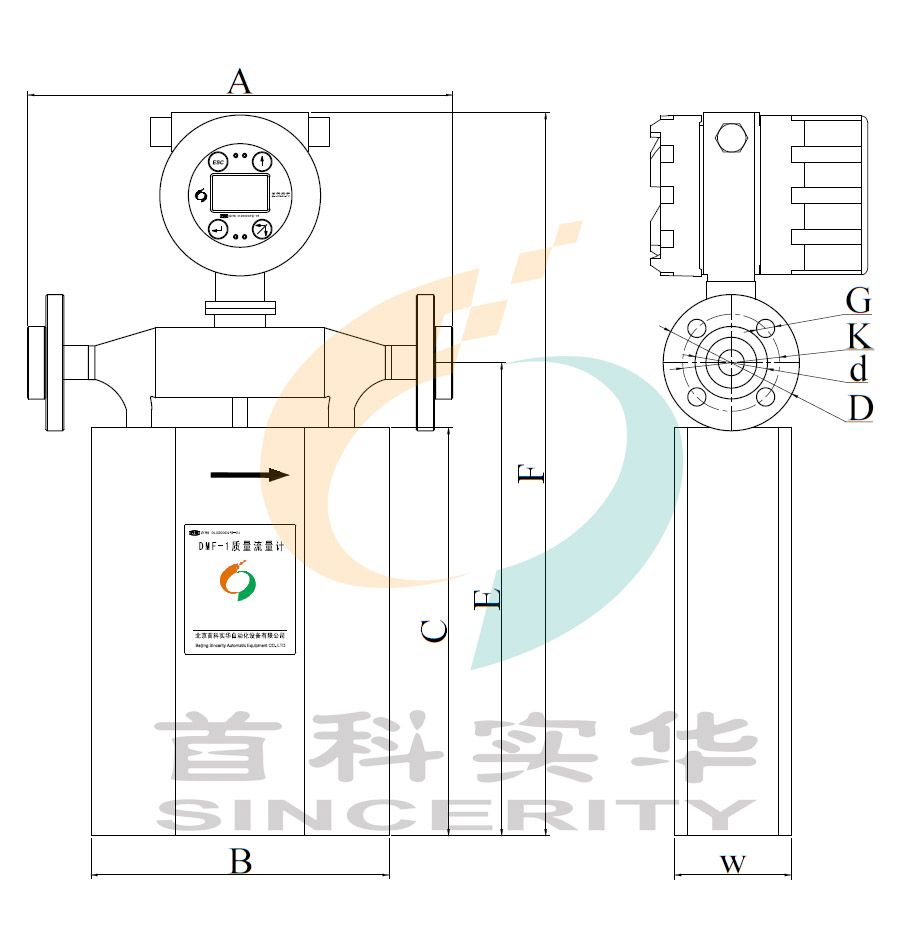 A
ESC
G
K
d
D
F
DMF-1质量流量计
E
C
北京首科实华自动化设备有限公司
Beijing Sincerity Automatic Equipment CO., LTD
首科实华
SINCERITY
B
w